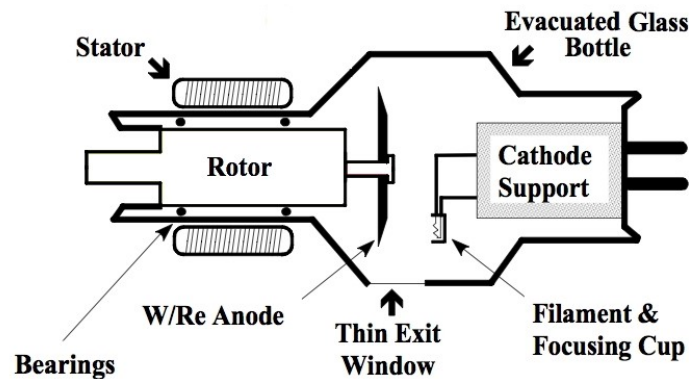 Stator
Evacuated Glass
Bottle
Rotor
Cathode
Support
W/Re Anode
Thin Exit
Window
Filament &
Focusing Cup
Bearings